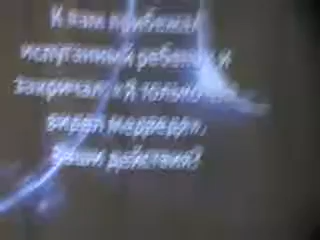 К вам прибежал
испуганный ребенок и
закричал: «Я только
видел медведя».
Ваши действия?